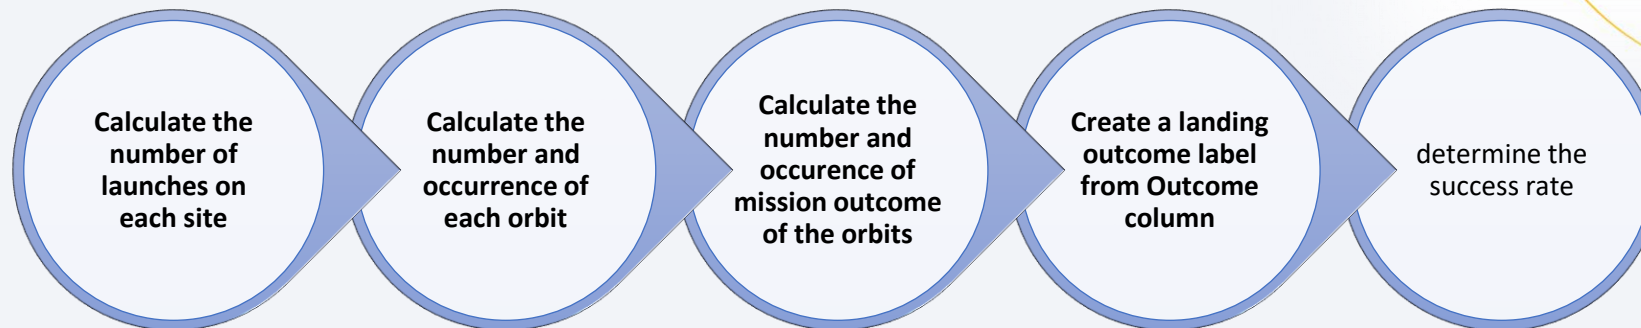 Calculate the
number of
launches on
each site
Calculate the
number and
occurrence of
each orbit
Calculate the
number and
occurence of
mission outcome
of the orbits
Create a landing
outcome label
from Outcome
column
determine the
success rate